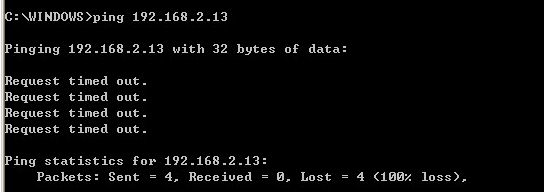 C:\WINDOWS>ping 192.168.2.13
Pinging 192.168.2.13 with 32 bytes of data:
Request timed out.
Request timed out.
Request timed out.
Request timed out.
Ping statistics for 192.168.2.13:
    Packets: Sent = 4, Received = 0, Lost = 4 (100% loss),